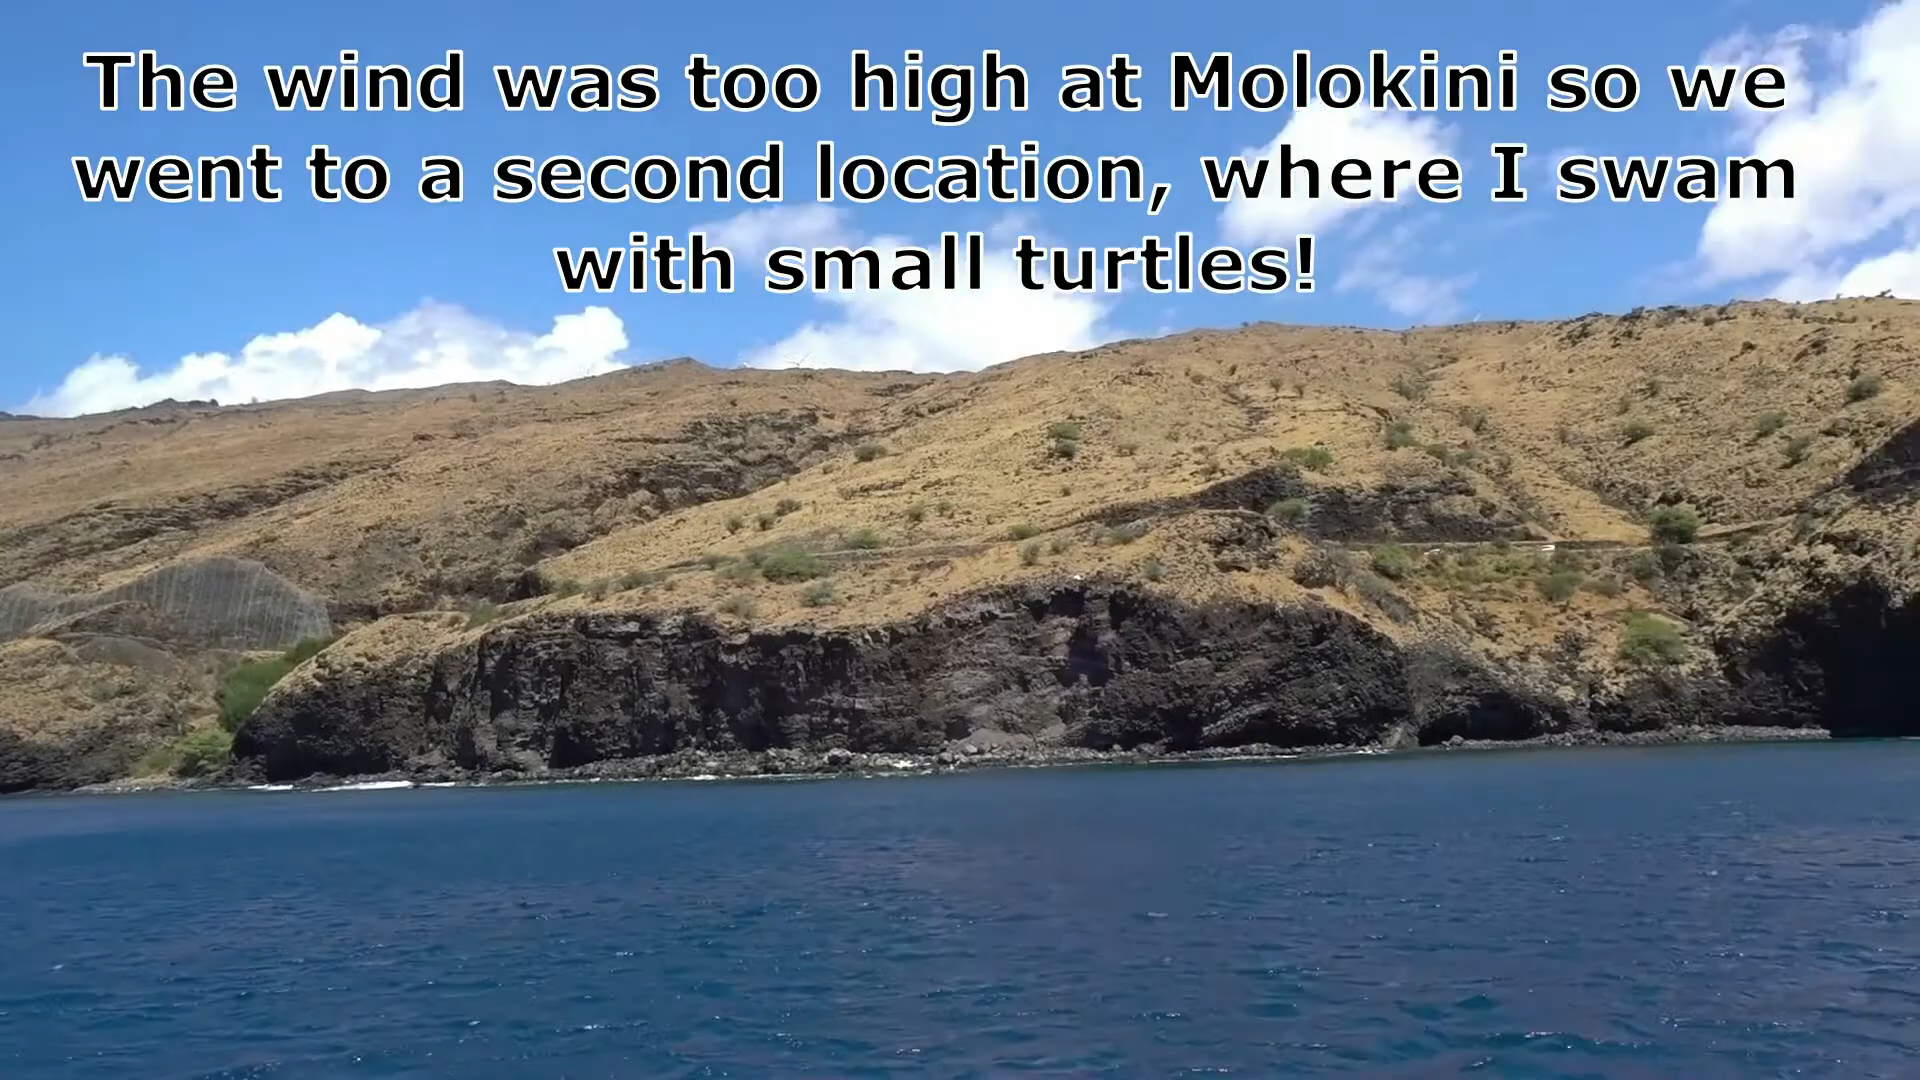 The wind was too high at Molokini so we
went to a second location, where I swam
with small turtles!